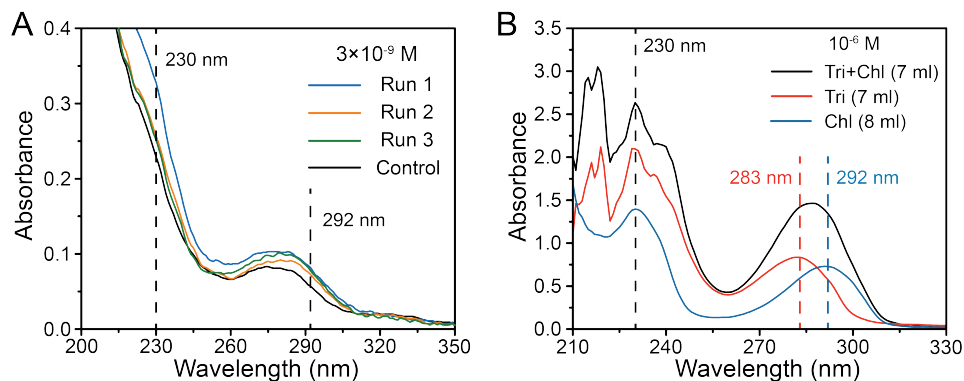 A
0.4
0.3
0.2
0.1
0.0
Absorbance
200 230 260 290 320 350
Wavelength (nm)
230 nm
3×10⁻⁹ M
Run 1
Run 2
Run 3
Control
292 nm
B
3.5
3.0
2.5
2.0
1.5
1.0
0.5
0.0
Absorbance
210 240 270 300 330
Wavelength (nm)
230 nm
10⁻⁶ M
Tri+Chl (7 ml)
Tri (7 ml)
Chl (8 ml)
283 nm
292 nm